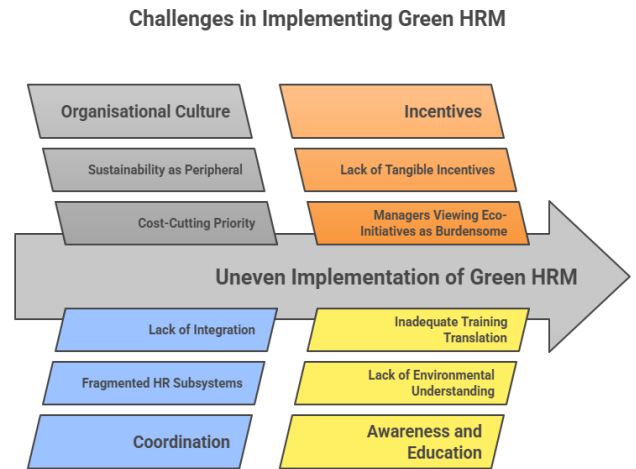 Challenges in Implementing Green HRM
Organisational Culture
Incentives
Sustainability as Peripheral
Lack of Tangible Incentives
Cost-Cutting Priority
Managers Viewing Eco-
Initiatives as Burdensome
Uneven Implementation of Green HRM
Lack of Integration
Inadequate Training
Translation
Fragmented HR Subsystems
Lack of Environmental
Understanding
Coordination
Awareness and
Education